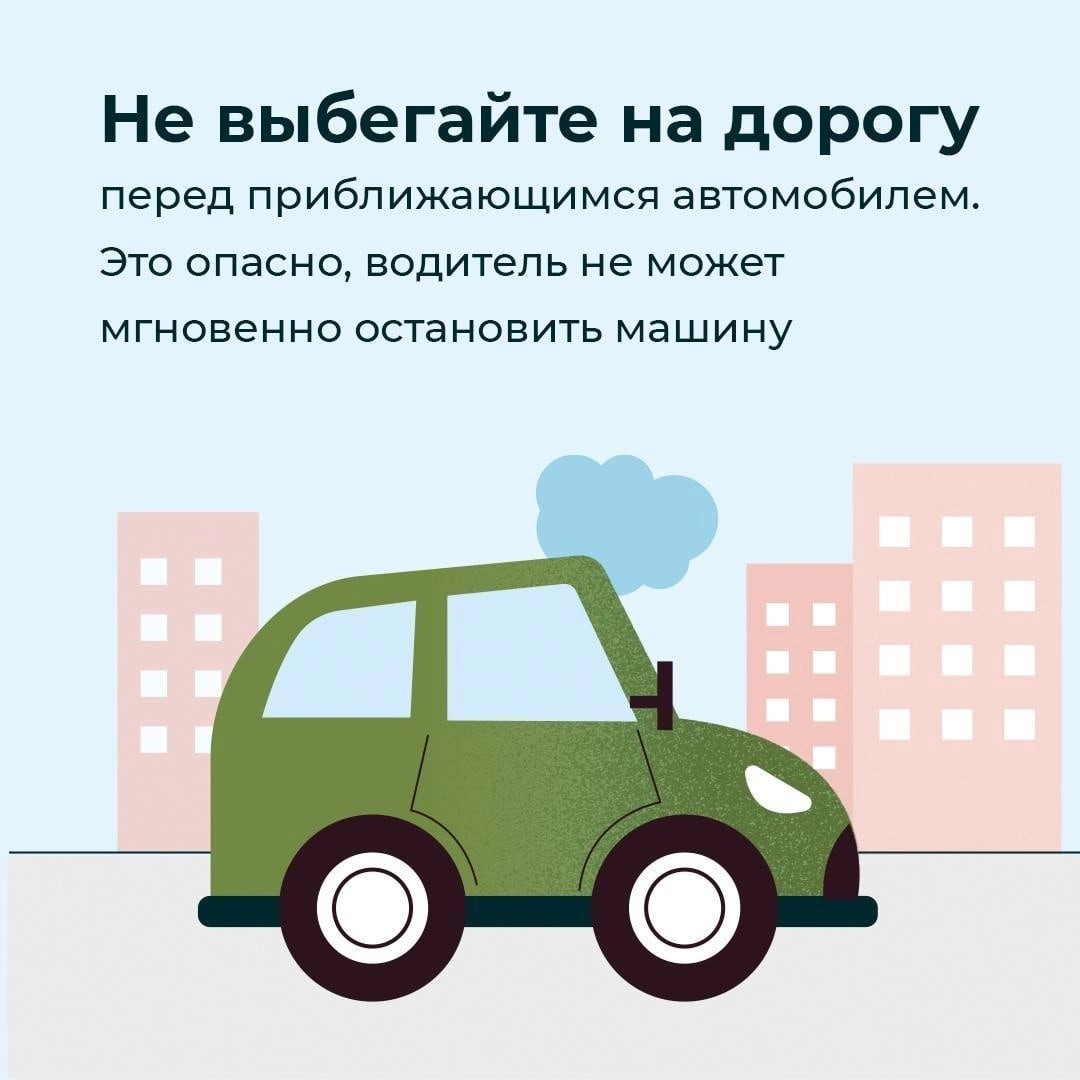 Не выбегайте на дорогу
перед приближающимся автомобилем.
Это опасно, водитель не может
мгновенно остановить машину